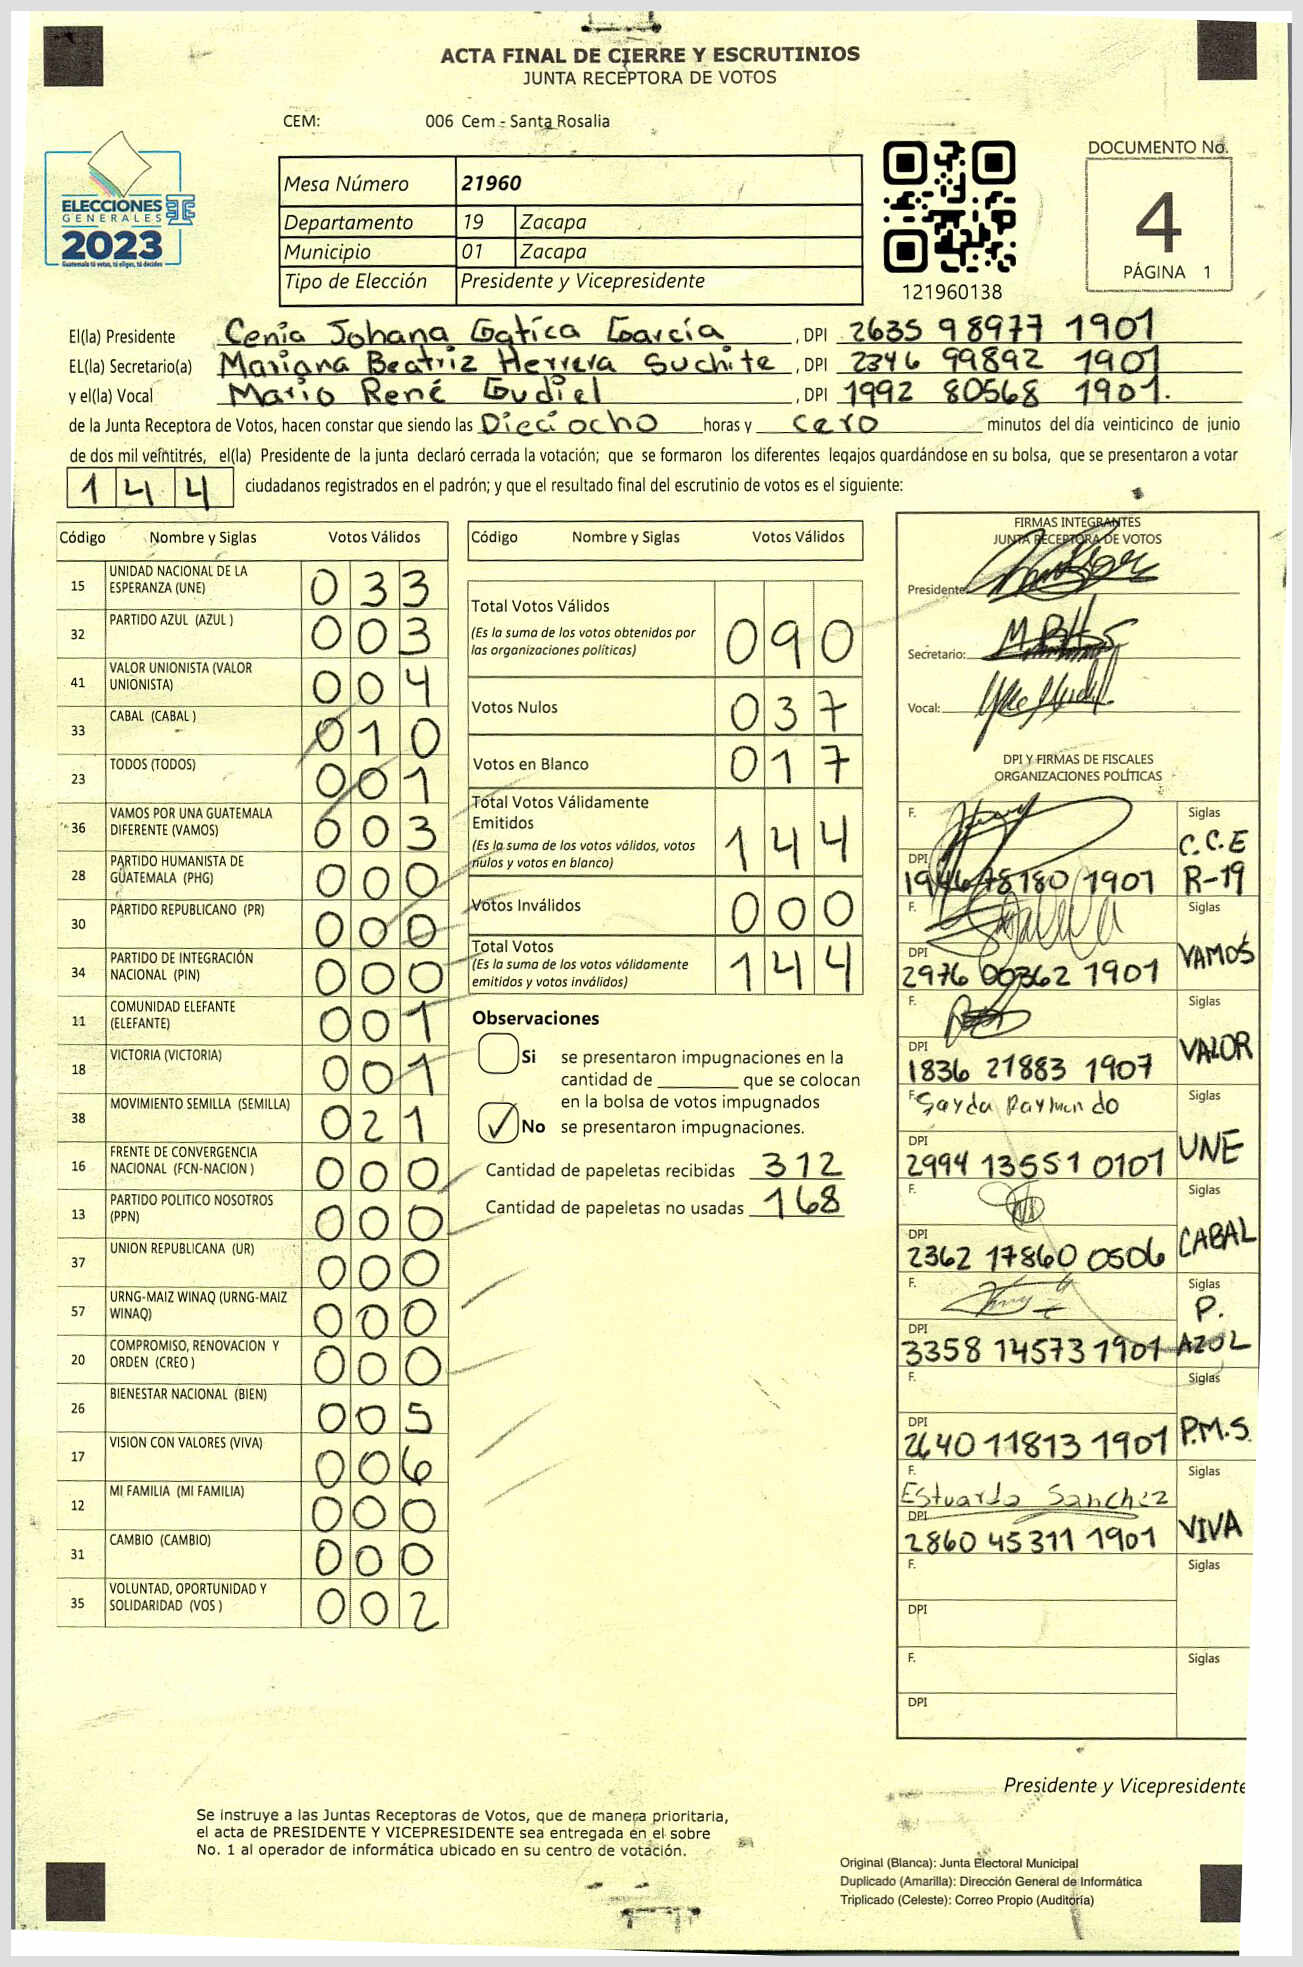 ACTA FINAL DE CIERRE Y ESCRUTINIOS
JUNTA RECEPTORA DE VOTOS
CEM: 006 Cem - Santa Rosalia
ELECCIONES
GENERALES
2023
Guatemala tú votas, tú eliges, tú decides
Mesa Número 21960
Departamento 19 Zacapa
Municipio 01 Zacapa
Tipo de Elección Presidente y Vicepresidente
121960138
DOCUMENTO No.
4
PÁGINA 1
El(la) Presidente Cenia Johana Gatica García, DPI 2635 98977 1901
EL(la) Secretario(a) Mariana Beatriz Herrera Suchite, DPI 2346 99892 1901
y el(la) Vocal Mario René Gudiel, DPI 1992 80568 1901.
de la Junta Receptora de Votos, hacen constar que siendo las Dieciocho horas y cero minutos del día veinticinco de junio
de dos mil veintitrés, el(la) Presidente de la junta declaró cerrada la votación; que se formaron los diferentes legajos guardándose en su bolsa, que se presentaron a votar
144 ciudadanos registrados en el padrón; y que el resultado final del escrutinio de votos es el siguiente:
Código Nombre y Siglas Votos Válidos
15 UNIDAD NACIONAL DE LA ESPERANZA (UNE) 033
32 PARTIDO AZUL (AZUL ) 003
41 VALOR UNIONISTA (VALOR UNIONISTA) 004
33 CABAL (CABAL ) 010
23 TODOS (TODOS) 001
36 VAMOS POR UNA GUATEMALA DIFERENTE (VAMOS) 003
28 PARTIDO HUMANISTA DE GUATEMALA (PHG) 000
30 PARTIDO REPUBLICANO (PR) 000
34 PARTIDO DE INTEGRACIÓN NACIONAL (PIN) 000
11 COMUNIDAD ELEFANTE (ELEFANTE) 001
18 VICTORIA (VICTORIA) 001
38 MOVIMIENTO SEMILLA (SEMILLA) 021
16 FRENTE DE CONVERGENCIA NACIONAL (FCN-NACION ) 000
13 PARTIDO POLITICO NOSOTROS (PPN) 000
37 UNION REPUBLICANA (UR) 000
57 URNG-MAIZ WINAQ (URNG-MAIZ WINAQ) 000
20 COMPROMISO, RENOVACION Y ORDEN (CREO ) 000
26 BIENESTAR NACIONAL (BIEN) 005
17 VISION CON VALORES (VIVA) 006
12 MI FAMILIA (MI FAMILIA) 000
31 CAMBIO (CAMBIO) 000
35 VOLUNTAD, OPORTUNIDAD Y SOLIDARIDAD (VOS ) 002
Código Nombre y Siglas Votos Válidos
Total Votos Válidos 090
(Es la suma de los votos obtenidos por
las organizaciones políticas)
Votos Nulos 037
Votos en Blanco 017
Total Votos Válidamente
Emitidos 144
(Es la suma de los votos válidos, votos
nulos y votos en blanco)
Votos Inválidos 000
Total Votos 144
(Es la suma de los votos válidamente
emitidos y votos inválidos)
Observaciones
Si se presentaron impugnaciones en la
cantidad de ________ que se colocan
en la bolsa de votos impugnados
✓ No se presentaron impugnaciones.
Cantidad de papeletas recibidas 312
Cantidad de papeletas no usadas 168
FIRMAS INTEGRANTES
JUNTA RECEPTORA DE VOTOS
Presidente:
Secretario:
Vocal:
DPI Y FIRMAS DE FISCALES
ORGANIZACIONES POLÍTICAS
F. Siglas C.C.E R-19
DPI 1946 78180 1901
F. Siglas VAMOS
DPI 2976 00362 1901
F. Siglas VALOR
DPI 1836 21883 1907
F. Sayda Raymundo Siglas UNE
DPI 2994 13551 0101
F. Siglas CABAL
DPI 2362 17860 0506
F. Siglas P. AZUL
DPI 3358 14573 1901
F. Siglas P.M.S.
DPI 2640 11813 1901
F. Estuardo Sanchez Siglas VIVA
DPI 2860 45311 1901
F. Siglas
DPI
F. Siglas
DPI
Presidente y Vicepresidente
Se instruye a las Juntas Receptoras de Votos, que de manera prioritaria,
el acta de PRESIDENTE Y VICEPRESIDENTE sea entregada en el sobre
No. 1 al operador de informática ubicado en su centro de votación.
Original (Blanca): Junta Electoral Municipal
Duplicado (Amarilla): Dirección General de Informática
Triplicado (Celeste): Correo Propio (Auditoría)